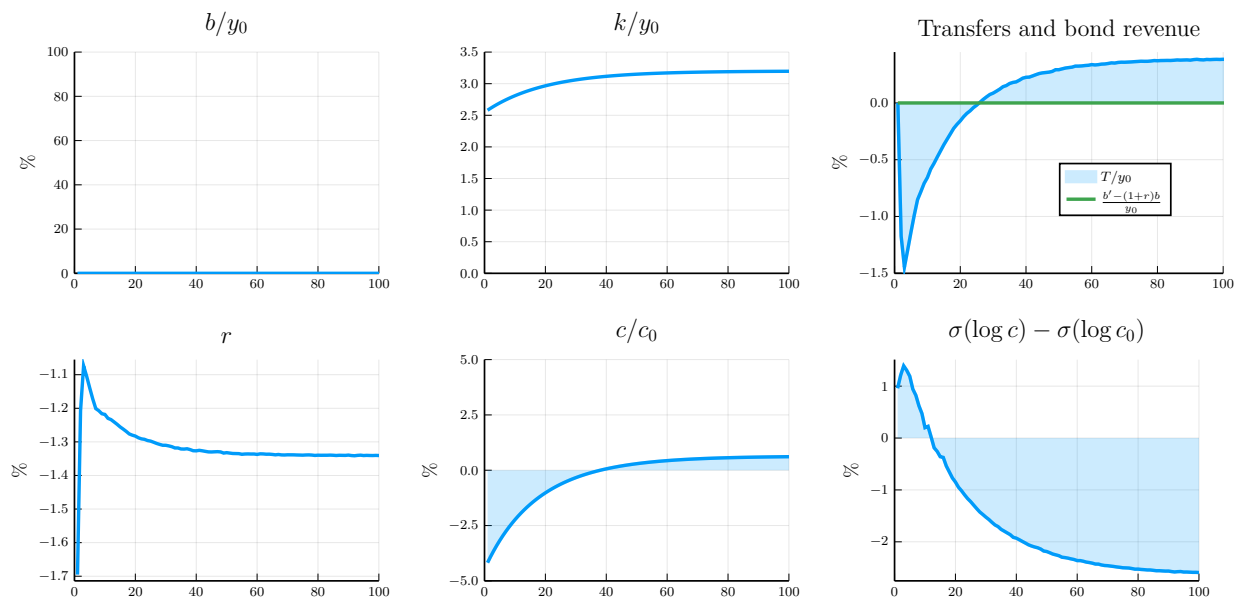 b/y₀
100
80
60
40
20
0
0 20 40 60 80 100
%
k/y₀
3.5
3.0
2.5
2.0
1.5
1.0
0.5
0.0
0 20 40 60 80 100
Transfers and bond revenue
0.0
−0.5
−1.0
−1.5
0 20 40 60 80 100
%
T/y₀
b′−(1+r)b
y₀
r
−1.1
−1.2
−1.3
−1.4
−1.5
−1.6
−1.7
0 20 40 60 80 100
%
c/c₀
5.0
2.5
0.0
−2.5
−5.0
0 20 40 60 80 100
%
σ(log c) − σ(log c₀)
1
0
−1
−2
0 20 40 60 80 100
%